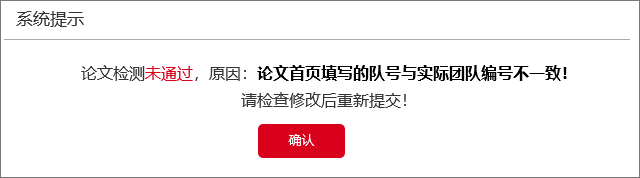 系统提示
论文检测未通过，原因：论文首页填写的队号与实际团队编号不一致！
请检查修改后重新提交！
确认